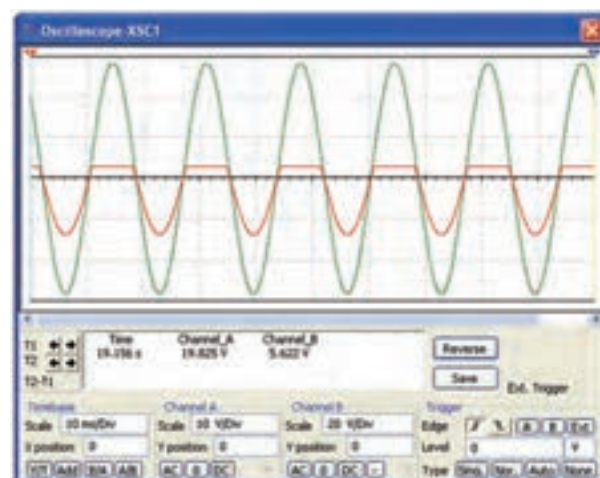 Oscilloscope-XSC1
Time Channel_A Channel_B
T1 19.156 s 19.825 V 5.622 V
T2
T2-T1
Reverse
Save
Ext. Trigger
Timebase Channel A Channel B Trigger
Scale 10 ms/Div Scale 10 V/Div Scale 20 V/Div Edge A B Ext
X position 0 Y position 0 Y position 0 Level 0 V
Y/T Add B/A A/B AC 0 DC AC 0 DC - Type Sing. Nor. Auto None